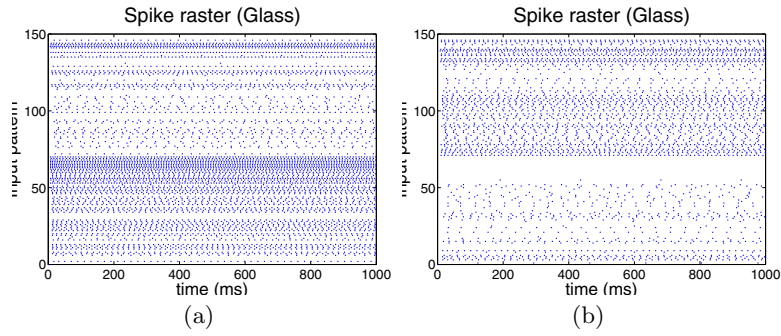 Spike raster (Glass)
150
100
50
0
Input pattern
0 200 400 600 800 1000
time (ms)
(a)
Spike raster (Glass)
150
100
50
0
Input pattern
0 200 400 600 800 1000
time (ms)
(b)